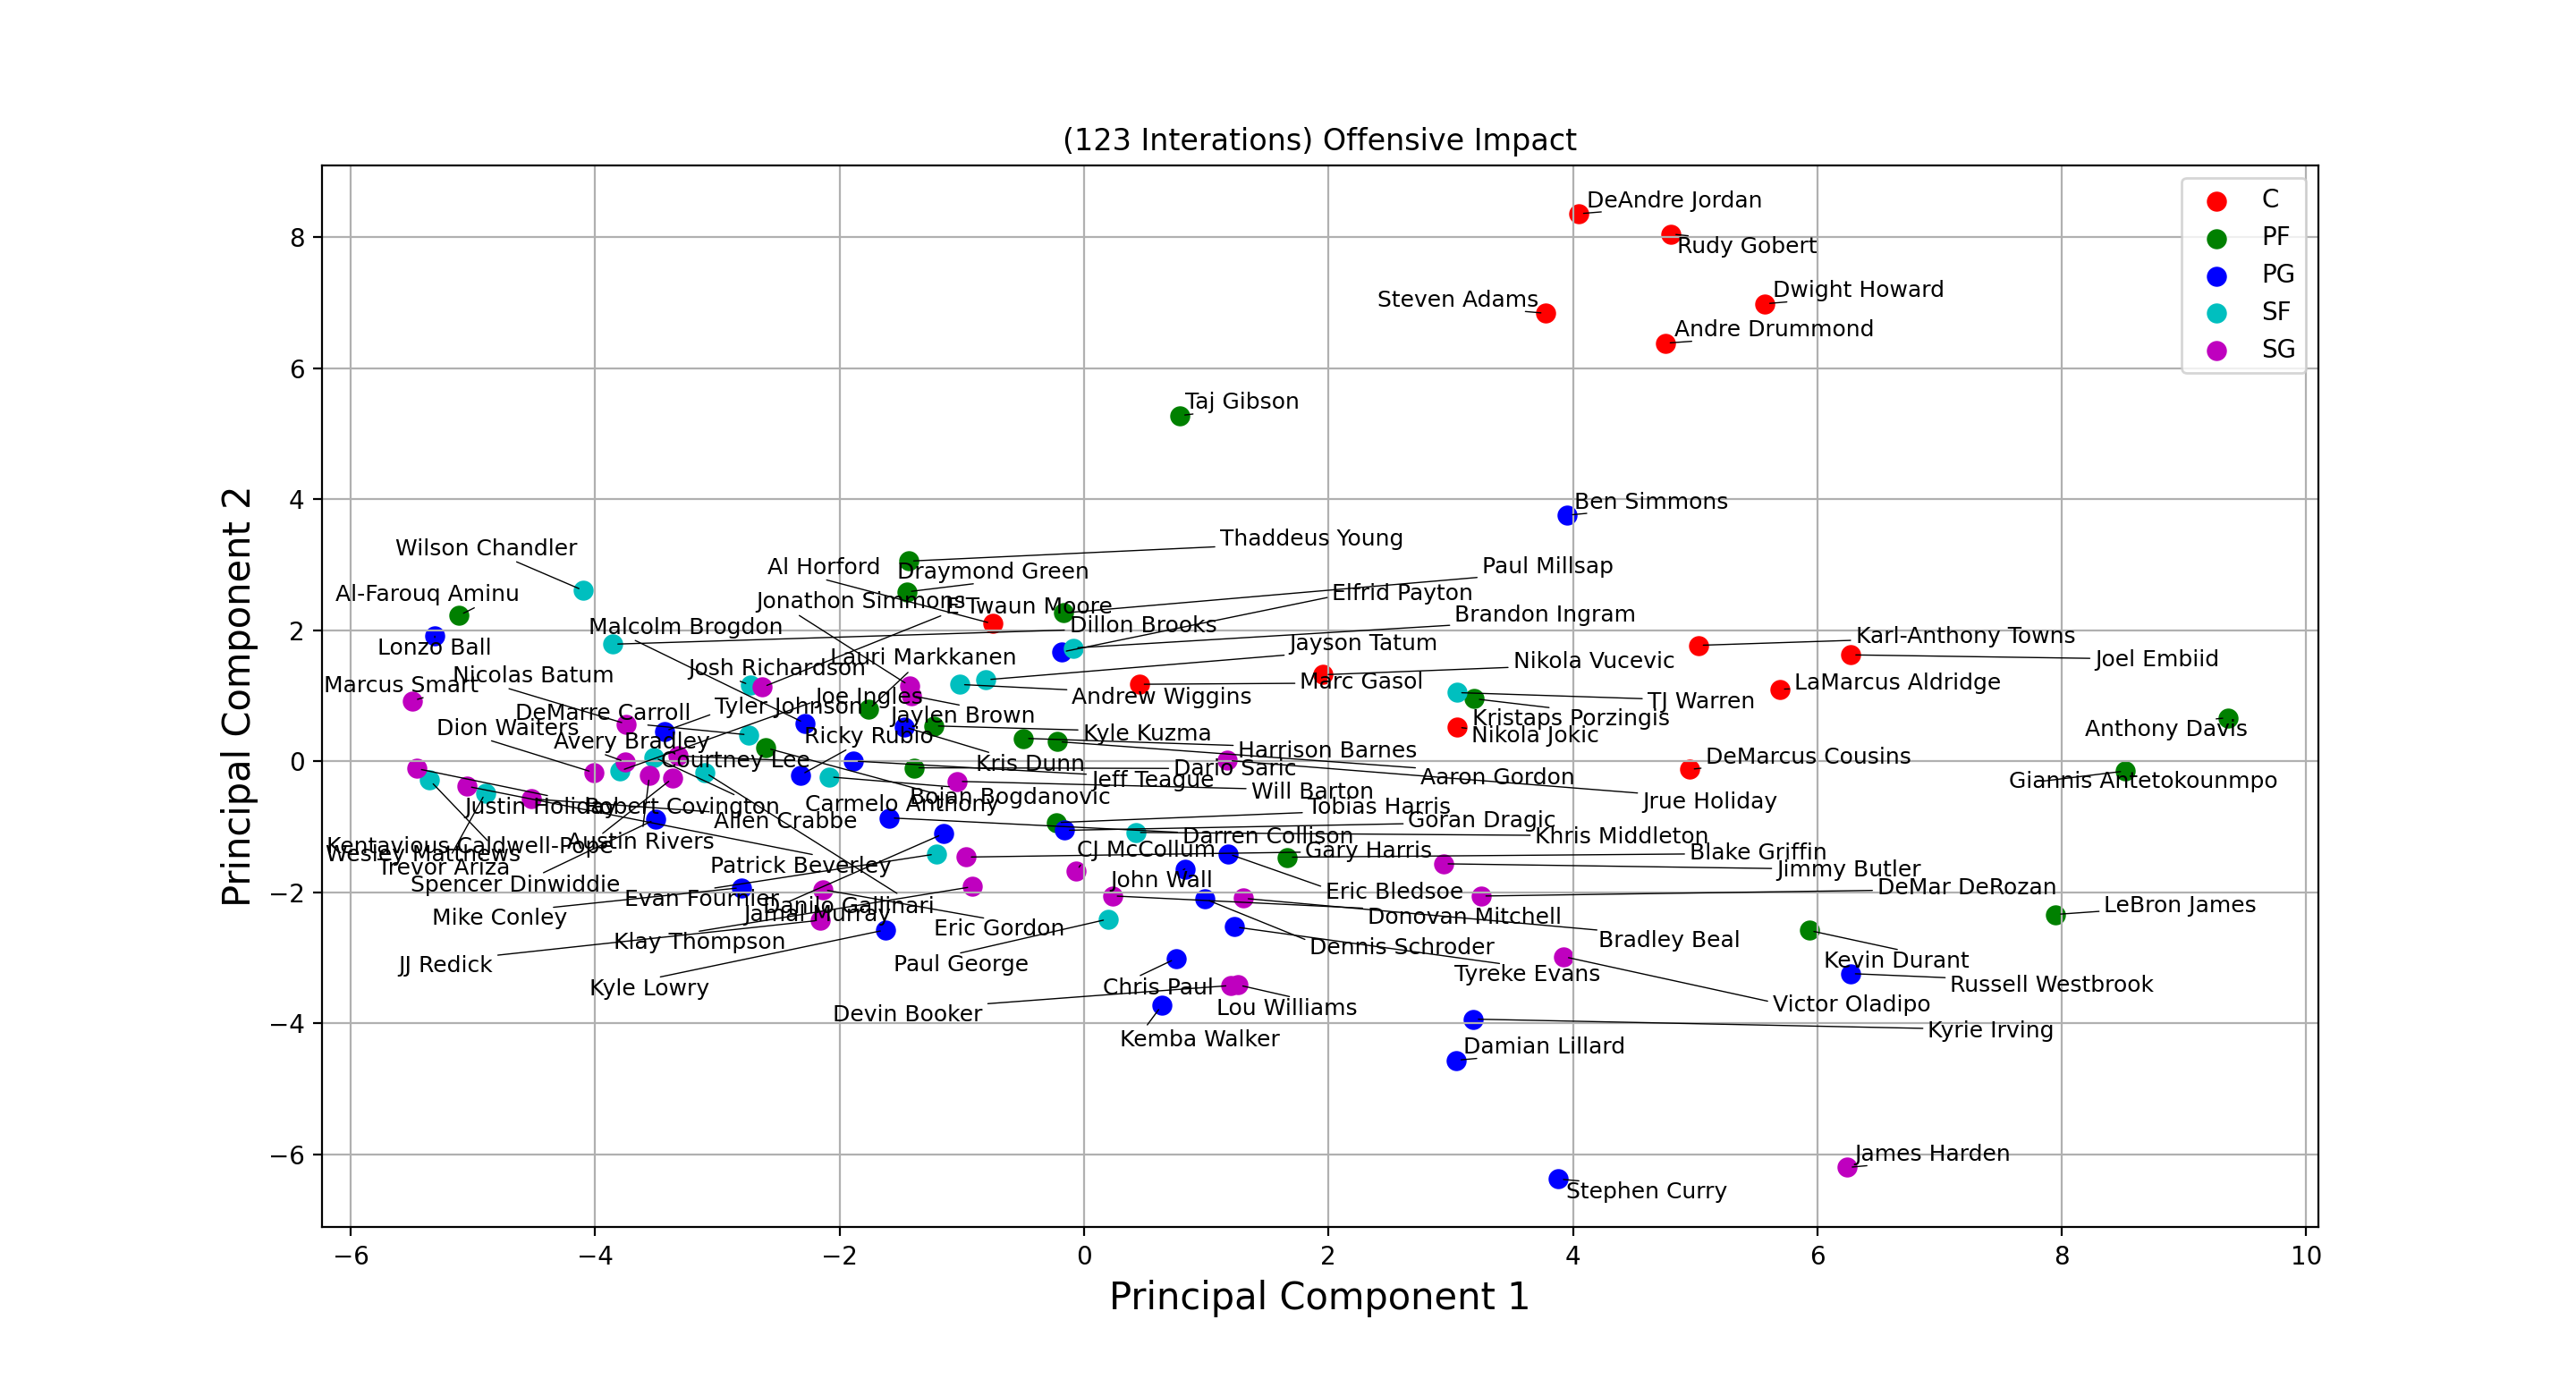 (123 Interations) Offensive Impact
DeAndre Jordan
Rudy Gobert
Dwight Howard
Steven Adams
Andre Drummond
Taj Gibson
Ben Simmons
Thaddeus Young
Wilson Chandler
Al Horford
Draymond Green
Paul Millsap
Al-Farouq Aminu
Jonathon Simmons
E'Twaun Moore
Elfrid Payton
Brandon Ingram
Malcolm Brogdon
Dillon Brooks
Lonzo Ball
Jayson Tatum
Karl-Anthony Towns
Joel Embiid
Nicolas Batum
Josh Richardson
Lauri Markkanen
Nikola Vucevic
Marcus Smart
Marc Gasol
LaMarcus Aldridge
Joe Ingles
Andrew Wiggins
TJ Warren
DeMarre Carroll
Tyler Johnson
Jaylen Brown
Kristaps Porzingis
Dion Waiters
Avery Bradley
Ricky Rubio
Kyle Kuzma
Nikola Jokic
Anthony Davis
Courtney Lee
Kris Dunn
Dario Saric
Harrison Barnes
DeMarcus Cousins
Jeff Teague
Aaron Gordon
Giannis Antetokounmpo
Justin Holiday
Robert Covington
Carmelo Anthony
Bojan Bogdanovic
Will Barton
Jrue Holiday
Allen Crabbe
Tobias Harris
Goran Dragic
Kentavious Caldwell-Pope
Wesley Matthews
Austin Rivers
Darren Collison
Khris Middleton
Trevor Ariza
Patrick Beverley
CJ McCollum
Gary Harris
Blake Griffin
Jimmy Butler
Spencer Dinwiddie
John Wall
Eric Bledsoe
DeMar DeRozan
Evan Fournier
Danilo Gallinari
Jamal Murray
Mike Conley
Donovan Mitchell
LeBron James
Klay Thompson
Eric Gordon
Dennis Schroder
Bradley Beal
JJ Redick
Paul George
Tyreke Evans
Kevin Durant
Kyle Lowry
Chris Paul
Russell Westbrook
Devin Booker
Lou Williams
Victor Oladipo
Kemba Walker
Kyrie Irving
Damian Lillard
James Harden
Stephen Curry
C
PF
PG
SF
SG
Principal Component 2
8
6
4
2
0
−2
−4
−6
−6 −4 −2 0 2 4 6 8 10
Principal Component 1